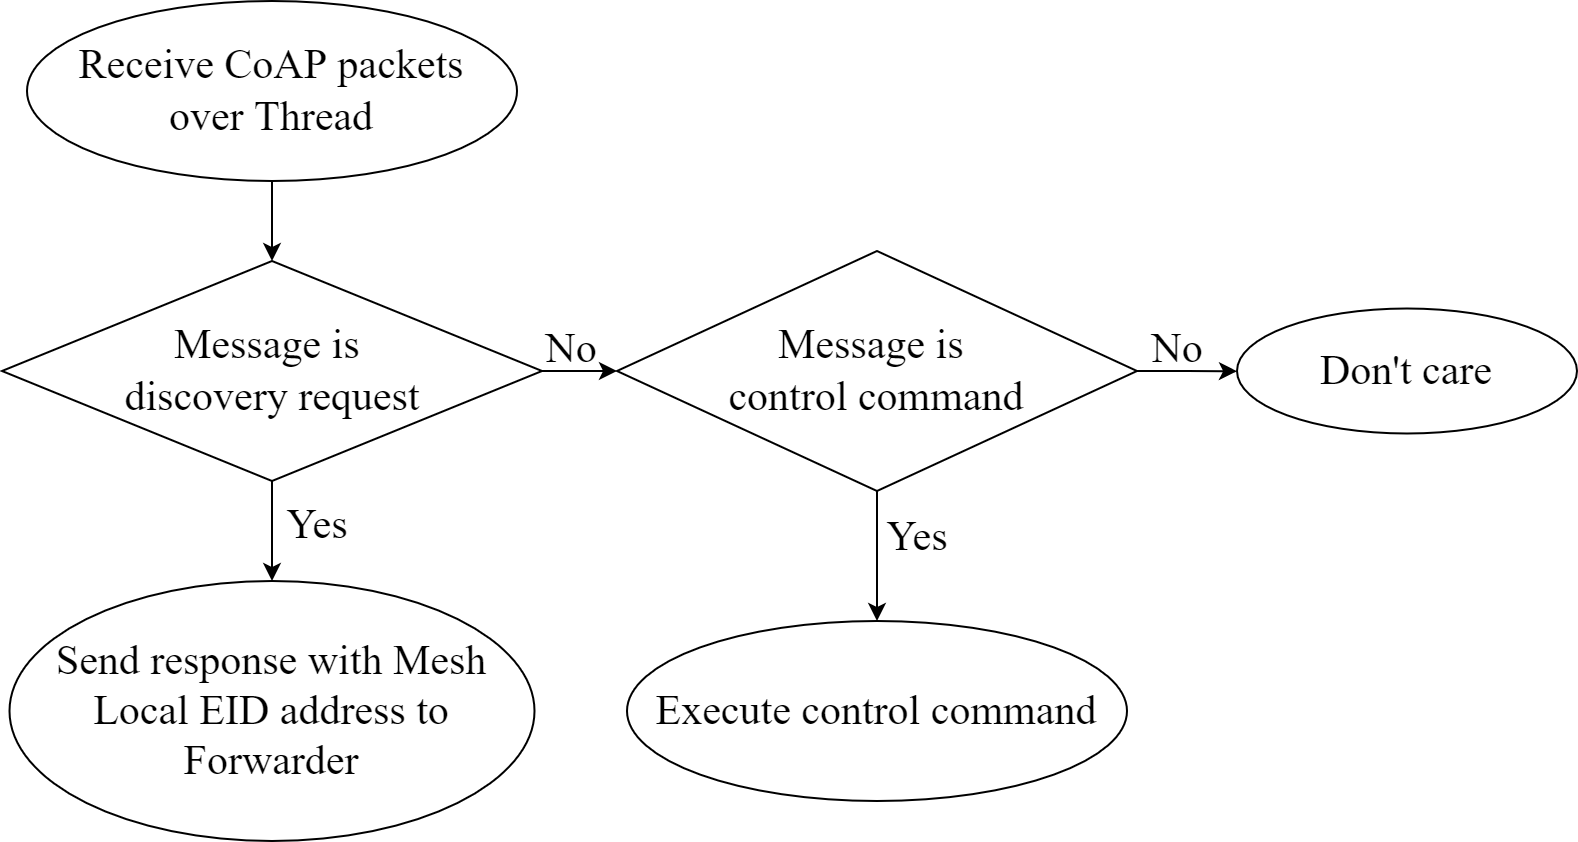 Receive CoAP packets
over Thread
Message is
discovery request
No
Message is
control command
No
Don't care
Yes
Yes
Send response with Mesh
Local EID address to
Forwarder
Execute control command